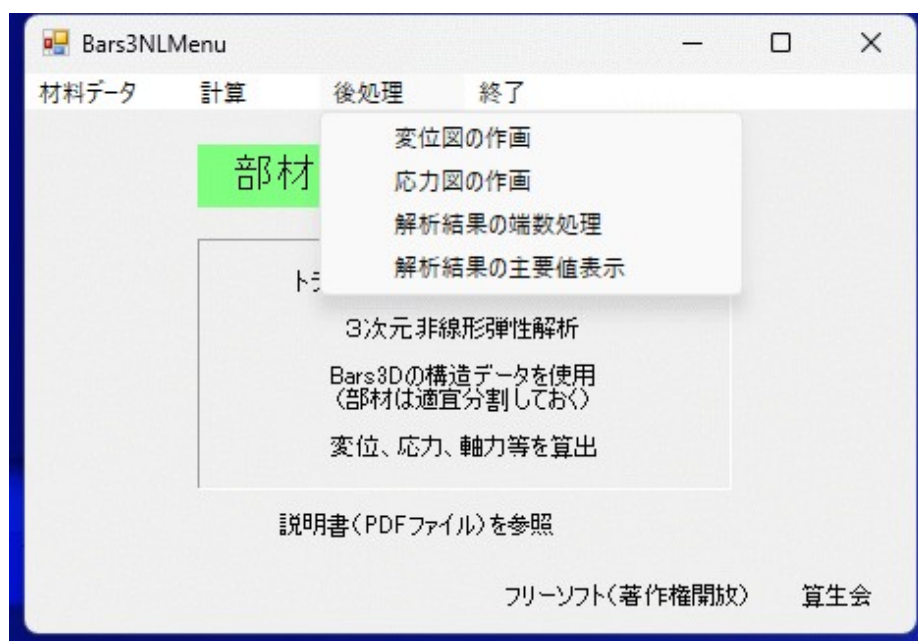 Bars3NLMenu
材料データ 計算 後処理 終了
変位図の作画
応力図の作画
解析結果の端数処理
解析結果の主要値表示
部材
トラ
3次元非線形弾性解析
Bars3Dの構造データを使用
(部材は適宜分割しておく)
変位、応力、軸力等を算出
説明書(PDFファイル)を参照
フリーソフト(著作権開放) 算生会